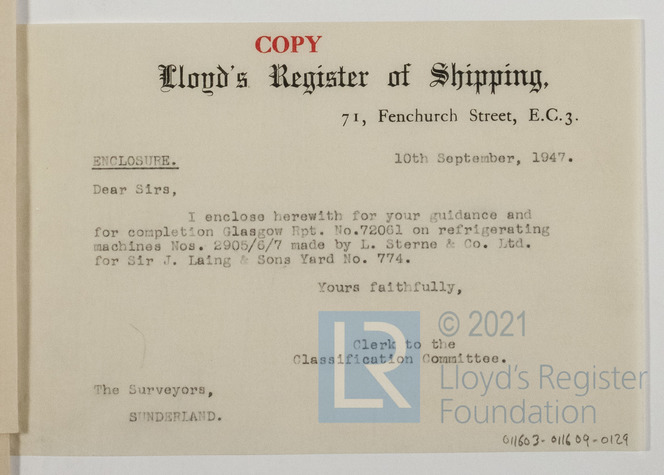 COPY
Lloyd's Register of Shipping,
71, Fenchurch Street, E.C.3.
ENCLOSURE.
10th September, 1947.
Dear Sirs,
I enclose herewith for your guidance and
for completion Glasgow Rpt. No.72061 on refrigerating
machines Nos. 2905/6/7 made by L. Sterne & Co. Ltd.
for Sir J. Laing & Sons Yard No. 774.
Yours faithfully,
Clerk to the
Classification Committee.
The Surveyors,
SUNDERLAND.
LR
© 2021
Lloyd's Register
Foundation
011603-011609-0129